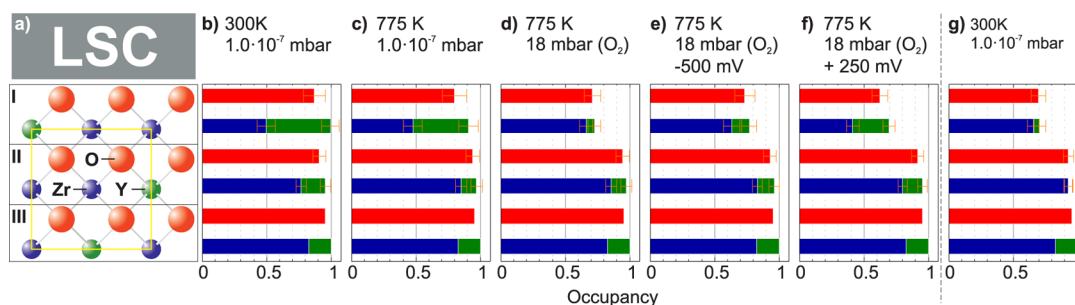 a) LSC
b) 300K
1.0·10⁻⁷ mbar
c) 775 K
1.0·10⁻⁷ mbar
d) 775 K
18 mbar (O₂)
e) 775 K
18 mbar (O₂)
-500 mV
f) 775 K
18 mbar (O₂)
+ 250 mV
g) 300K
1.0·10⁻⁷ mbar
I
II
O
Zr
Y
III
0 0.5 1
0 0.5 1
0 0.5 1
0 0.5 1
0 0.5 1
0 0.5 1
Occupancy